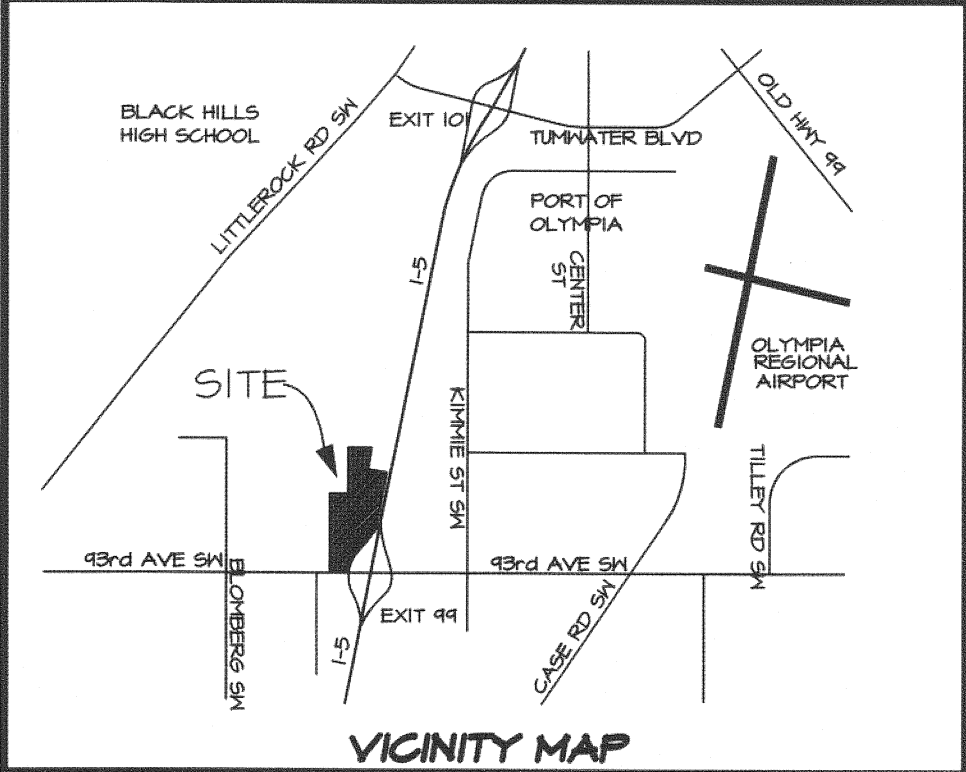 BLACK HILLS
HIGH SCHOOL
LITTLEROCK RD SW
EXIT 101
TUMWATER BLVD
OLD HWY 99
PORT OF
OLYMPIA
CENTER
ST
I-5
OLYMPIA
REGIONAL
AIRPORT
SITE
KIMMIE ST SW
TILLEY RD SW
93rd AVE SW
BLOMBERG SW
93rd AVE SW
EXIT 99
I-5
CASE RD SW
VICINITY MAP